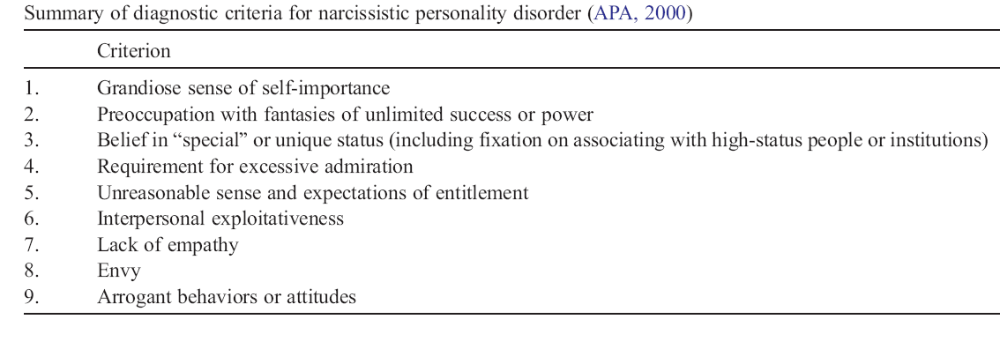 Summary of diagnostic criteria for narcissistic personality disorder (APA, 2000)
Criterion
1. Grandiose sense of self-importance
2. Preoccupation with fantasies of unlimited success or power
3. Belief in “special” or unique status (including fixation on associating with high-status people or institutions)
4. Requirement for excessive admiration
5. Unreasonable sense and expectations of entitlement
6. Interpersonal exploitativeness
7. Lack of empathy
8. Envy
9. Arrogant behaviors or attitudes